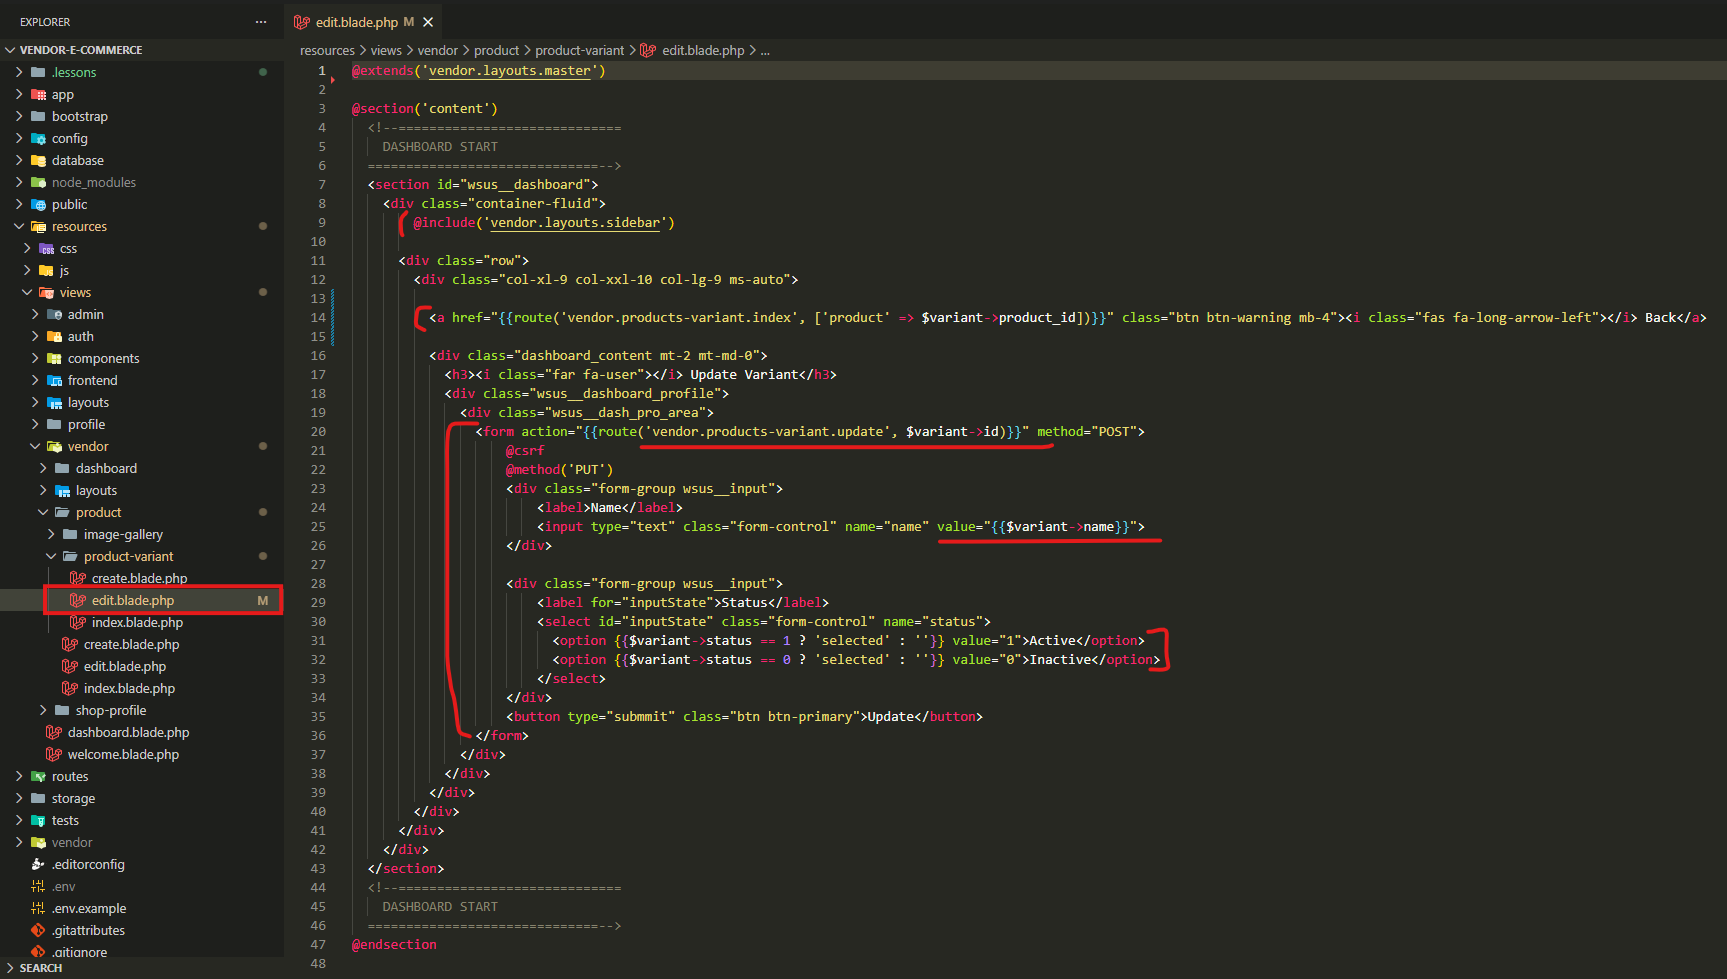 EXPLORER
VENDOR-E-COMMERCE
.lessons
app
bootstrap
config
database
node_modules
public
resources
css
js
views
admin
auth
components
frontend
layouts
profile
vendor
dashboard
layouts
product
image-gallery
product-variant
create.blade.php
edit.blade.php M
index.blade.php
create.blade.php
edit.blade.php
index.blade.php
shop-profile
dashboard.blade.php
welcome.blade.php
routes
storage
tests
vendor
.editorconfig
.env
.env.example
.gitattributes
.gitignore
SEARCH
edit.blade.php M
resources > views > vendor > product > product-variant > edit.blade.php > ...
1 @extends('vendor.layouts.master')
2
3 @section('content')
4 <!--=============================
5 DASHBOARD START
6 ==============================-->
7 <section id="wsus__dashboard">
8 <div class="container-fluid">
9 @include('vendor.layouts.sidebar')
10
11 <div class="row">
12 <div class="col-xl-9 col-xxl-10 col-lg-9 ms-auto">
13
14 <a href="{{route('vendor.products-variant.index', ['product' => $variant->product_id])}}" class="btn btn-warning mb-4"><i class="fas fa-long-arrow-left"></i> Back</a>
15
16 <div class="dashboard_content mt-2 mt-md-0">
17 <h3><i class="far fa-user"></i> Update Variant</h3>
18 <div class="wsus__dashboard_profile">
19 <div class="wsus__dash_pro_area">
20 <form action="{{route('vendor.products-variant.update', $variant->id)}}" method="POST">
21 @csrf
22 @method('PUT')
23 <div class="form-group wsus__input">
24 <label>Name</label>
25 <input type="text" class="form-control" name="name" value="{{$variant->name}}">
26 </div>
27
28 <div class="form-group wsus__input">
29 <label for="inputState">Status</label>
30 <select id="inputState" class="form-control" name="status">
31 <option {{$variant->status == 1 ? 'selected' : ''}} value="1">Active</option>
32 <option {{$variant->status == 0 ? 'selected' : ''}} value="0">Inactive</option>
33 </select>
34 </div>
35 <button type="submmit" class="btn btn-primary">Update</button>
36 </form>
37 </div>
38 </div>
39 </div>
40 </div>
41 </div>
42 </div>
43 </section>
44 <!--=============================
45 DASHBOARD START
46 ==============================-->
47 @endsection
48